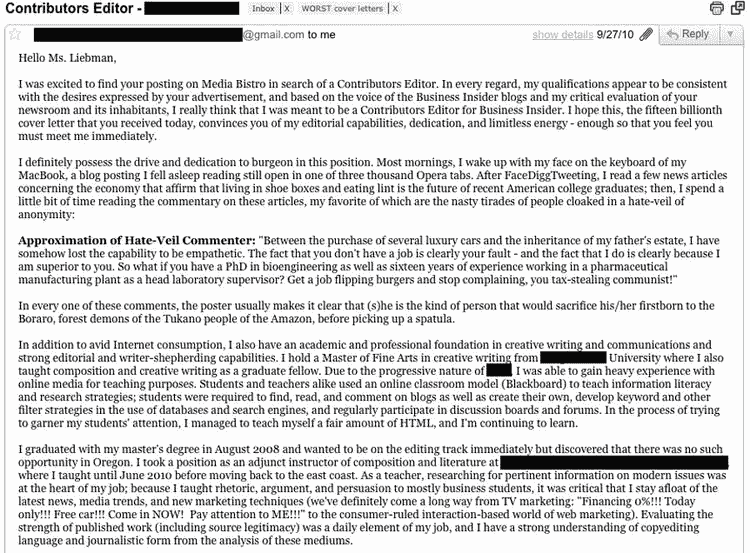 Contributors Editor -
Inbox X
WORST cover letters X
@gmail.com to me
show details 9/27/10
Reply
Hello Ms. Liebman,
I was excited to find your posting on Media Bistro in search of a Contributors Editor. In every regard, my qualifications appear to be consistent
with the desires expressed by your advertisement, and based on the voice of the Business Insider blogs and my critical evaluation of your
newsroom and its inhabitants, I really think that I was meant to be a Contributors Editor for Business Insider. I hope this, the fifteen billionth
cover letter that you received today, convinces you of my editorial capabilities, dedication, and limitless energy - enough so that you feel you
must meet me immediately.
I definitely possess the drive and dedication to burgeon in this position. Most mornings, I wake up with my face on the keyboard of my
MacBook, a blog posting I fell asleep reading still open in one of three thousand Opera tabs. After FaceDiggTweeting, I read a few news articles
concerning the economy that affirm that living in shoe boxes and eating lint is the future of recent American college graduates; then, I spend a
little bit of time reading the commentary on these articles, my favorite of which are the nasty tirades of people cloaked in a hate-veil of
anonymity:
Approximation of Hate-Veil Commenter: "Between the purchase of several luxury cars and the inheritance of my father's estate, I have
somehow lost the capability to be empathetic. The fact that you don't have a job is clearly your fault - and the fact that I do is clearly because I
am superior to you. So what if you have a PhD in bioengineering as well as sixteen years of experience working in a pharmaceutical
manufacturing plant as a head laboratory supervisor? Get a job flipping burgers and stop complaining, you tax-stealing communist!"
In every one of these comments, the poster usually makes it clear that (s)he is the kind of person that would sacrifice his/her firstborn to the
Boraro, forest demons of the Tukano people of the Amazon, before picking up a spatula.
In addition to avid Internet consumption, I also have an academic and professional foundation in creative writing and communications and
strong editorial and writer-shepherding capabilities. I hold a Master of Fine Arts in creative writing from University where I also
taught composition and creative writing as a graduate fellow. Due to the progressive nature of , I was able to gain heavy experience with
online media for teaching purposes. Students and teachers alike used an online classroom model (Blackboard) to teach information literacy
and research strategies; students were required to find, read, and comment on blogs as well as create their own, develop keyword and other
filter strategies in the use of databases and search engines, and regularly participate in discussion boards and forums. In the process of trying
to garner my students' attention, I managed to teach myself a fair amount of HTML, and I'm continuing to learn.
I graduated with my master's degree in August 2008 and wanted to be on the editing track immediately but discovered that there was no such
opportunity in Oregon. I took a position as an adjunct instructor of composition and literature at
where I taught until June 2010 before moving back to the east coast. As a teacher, researching for pertinent information on modern issues was
at the heart of my job; because I taught rhetoric, argument, and persuasion to mostly business students, it was critical that I stay afloat of the
latest news, media trends, and new marketing techniques (we've definitely come a long way from TV marketing: "Financing 0%!!! Today
only!!! Free car!!! Come in NOW! Pay attention to ME!!!" to the consumer-ruled interaction-based world of web marketing). Evaluating the
strength of published work (including source legitimacy) was a daily element of my job, and I have a strong understanding of copyediting
language and journalistic form from the analysis of these mediums.